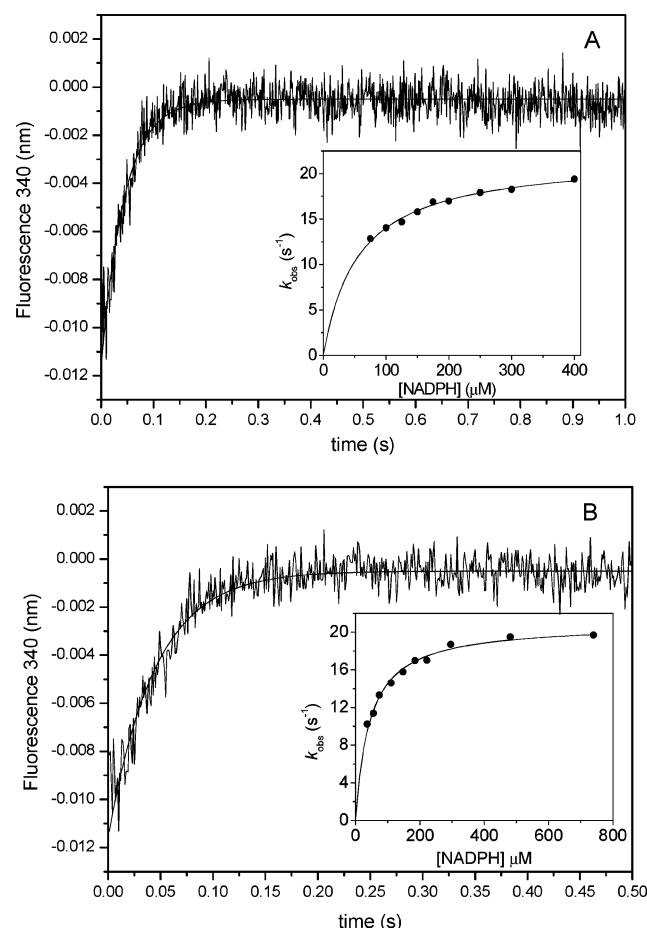 A
0.002
0.000
-0.002
-0.004
-0.006
-0.008
-0.010
-0.012
Fluorescence 340 (nm)
0.0 0.1 0.2 0.3 0.4 0.5 0.6 0.7 0.8 0.9 1.0
time (s)
20
15
10
5
0
k obs (s⁻¹)
0 100 200 300 400
[NADPH] (μM)
B
0.002
0.000
-0.002
-0.004
-0.006
-0.008
-0.010
-0.012
Fluorescence 340 (nm)
0.00 0.05 0.10 0.15 0.20 0.25 0.30 0.35 0.40 0.45 0.50
time (s)
20
16
12
8
4
0
k obs (s⁻¹)
0 200 400 600 800
[NADPH] μM